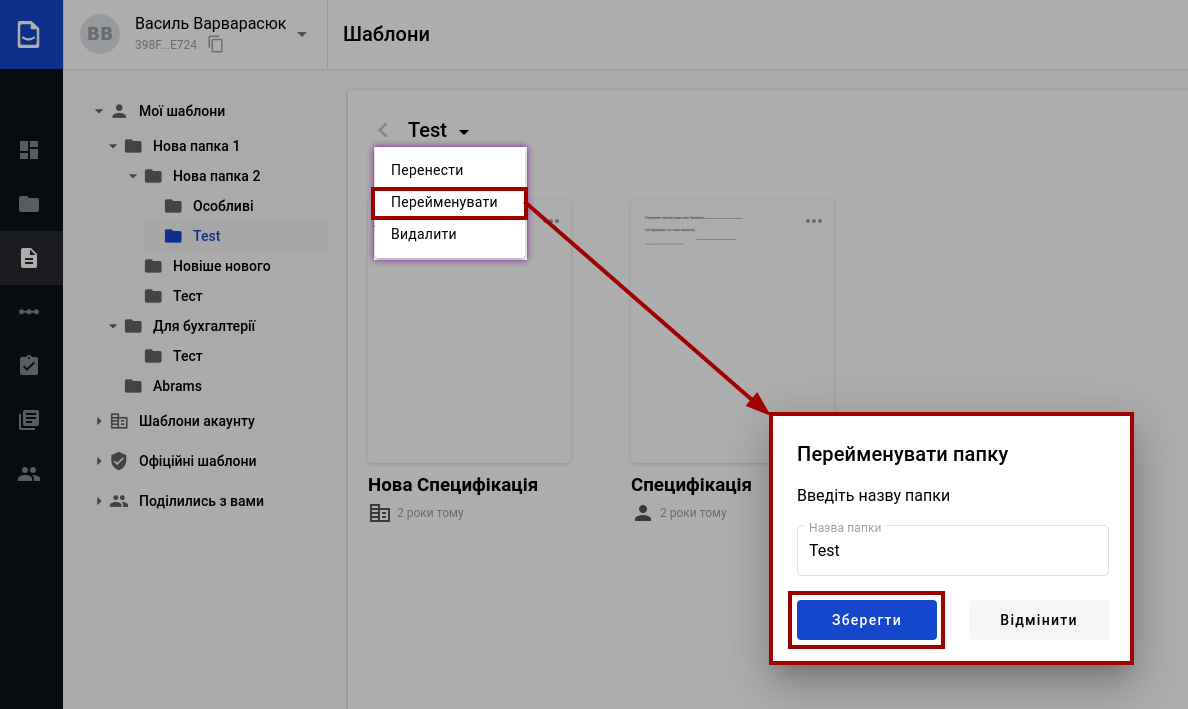 ВВ
Василь Варварасюк
398F...E724
Шаблони
Мої шаблони
Нова папка 1
Нова папка 2
Особливі
Test
Новіше нового
Тест
Для бухгалтерії
Тест
Abrams
Шаблони акаунту
Офіційні шаблони
Поділились з вами
Test
Перенести
Перейменувати
Видалити
Нова Специфікація
2 роки тому
Специфікація
2 роки тому
Перейменувати папку
Введіть назву папки
Назва папки
Test
Зберегти
Відмінити